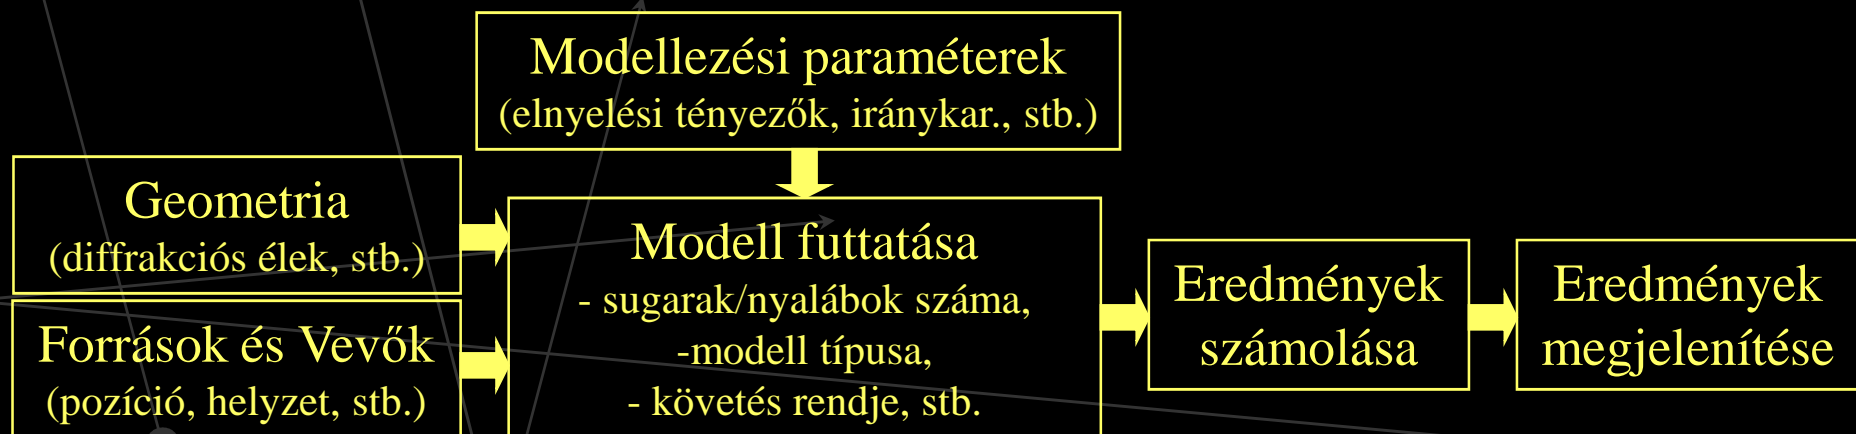 Modellezési paraméterek
(elnyelési tényezők, iránykar., stb.)
Geometria
(diffrakciós élek, stb.)
Források és Vevők
(pozíció, helyzet, stb.)
Modell futtatása
- sugarak/nyalábok száma,
-modell típusa,
- követés rendje, stb.
Eredmények
számolása
Eredmények
megjelenítése